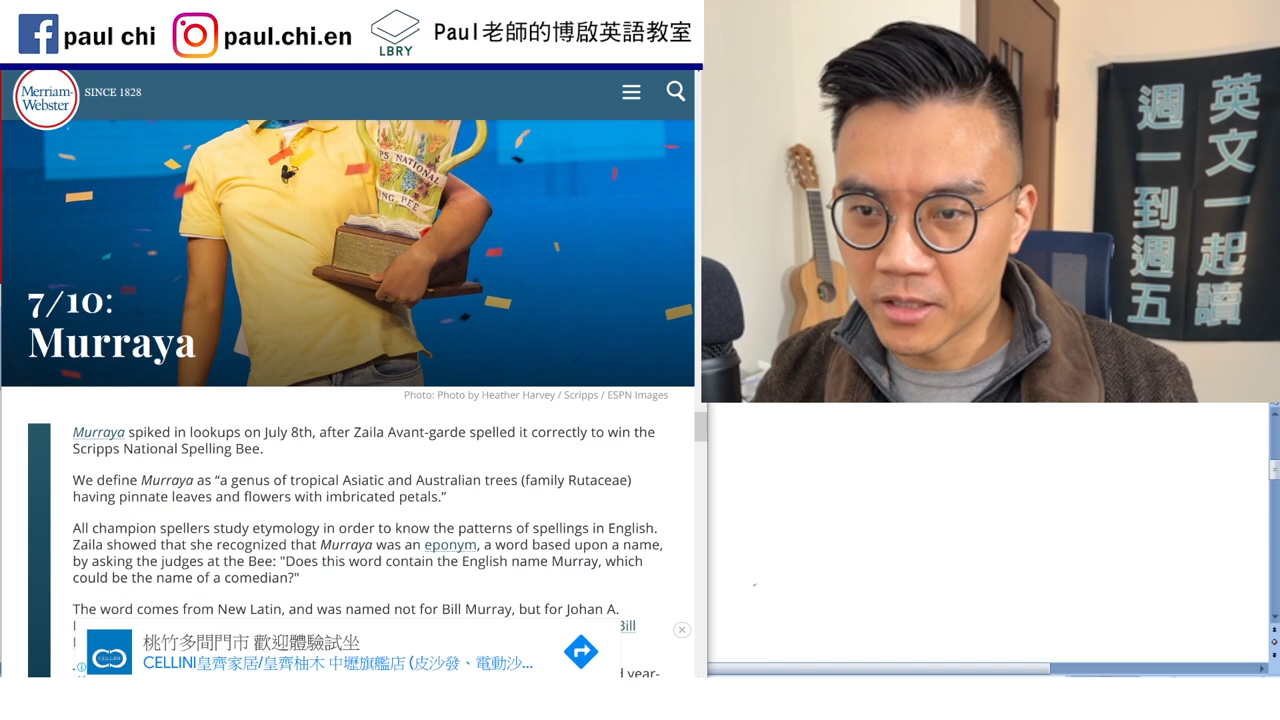 paul chi
paul.chi.en
LBRY
Paul老師的博啟英語教室
Merriam-
Webster
SINCE 1828
PS NATIONAL
NG BEE
7/10:
Murraya
Photo: Photo by Heather Harvey / Scripps / ESPN Images
Murraya spiked in lookups on July 8th, after Zaila Avant-garde spelled it correctly to win the
Scripps National Spelling Bee.
We define Murraya as “a genus of tropical Asiatic and Australian trees (family Rutaceae)
having pinnate leaves and flowers with imbricated petals.”
All champion spellers study etymology in order to know the patterns of spellings in English.
Zaila showed that she recognized that Murraya was an eponym, a word based upon a name,
by asking the judges at the Bee: "Does this word contain the English name Murray, which
could be the name of a comedian?"
The word comes from New Latin, and was named not for Bill Murray, but for Johan A.
Bill
桃竹多間門市 歡迎體驗試坐
CELLINI皇齊家居/皇齊柚木 中壢旗艦店 (皮沙發、電動沙...
d year-
英文一起讀
週一到週五